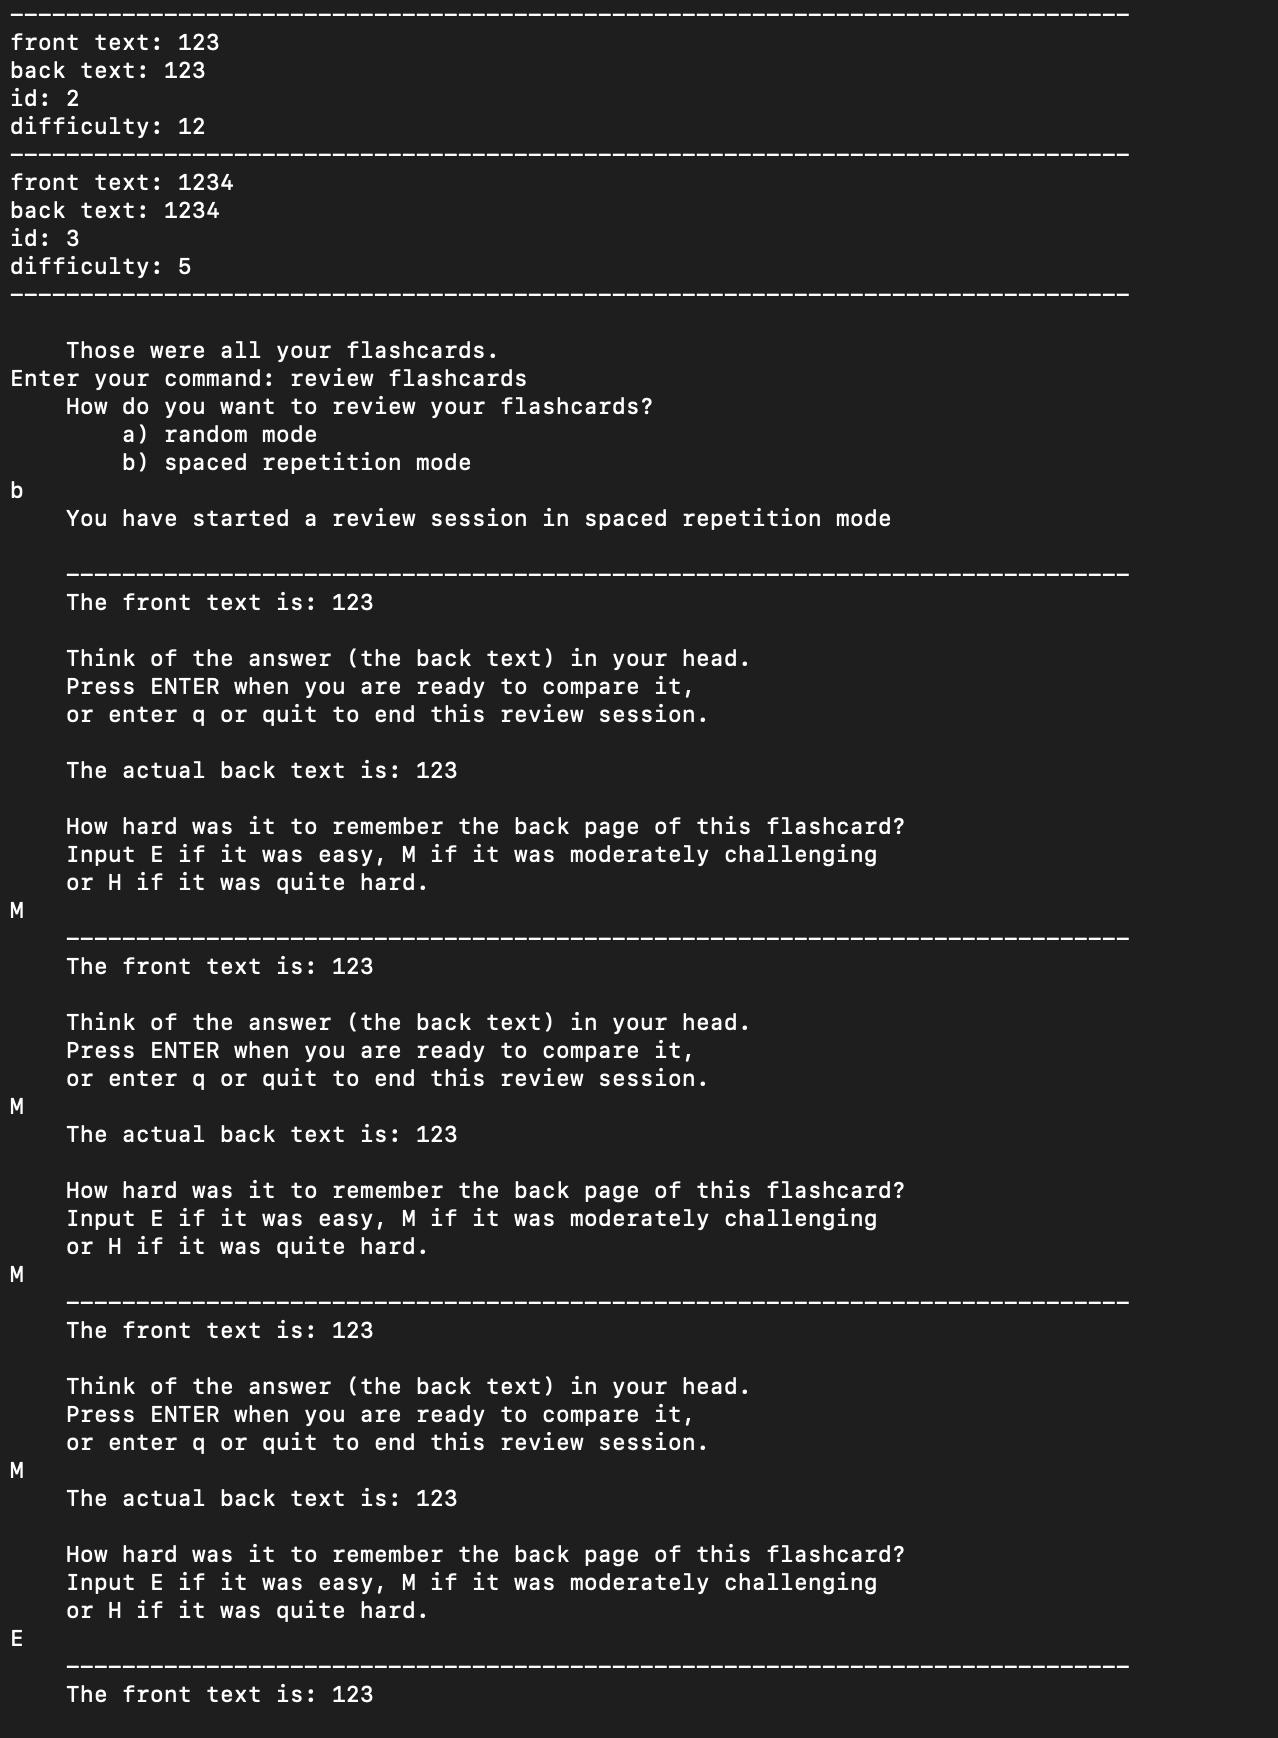 --------------------------------------------------------------------------------
front text: 123
back text: 123
id: 2
difficulty: 12
--------------------------------------------------------------------------------
front text: 1234
back text: 1234
id: 3
difficulty: 5
--------------------------------------------------------------------------------
Those were all your flashcards.
Enter your command: review flashcards
How do you want to review your flashcards?
a) random mode
b) spaced repetition mode
b
You have started a review session in spaced repetition mode
----------------------------------------------------------------------------
The front text is: 123
Think of the answer (the back text) in your head.
Press ENTER when you are ready to compare it,
or enter q or quit to end this review session.
The actual back text is: 123
How hard was it to remember the back page of this flashcard?
Input E if it was easy, M if it was moderately challenging
or H if it was quite hard.
M
----------------------------------------------------------------------------
The front text is: 123
Think of the answer (the back text) in your head.
Press ENTER when you are ready to compare it,
or enter q or quit to end this review session.
M
The actual back text is: 123
How hard was it to remember the back page of this flashcard?
Input E if it was easy, M if it was moderately challenging
or H if it was quite hard.
M
----------------------------------------------------------------------------
The front text is: 123
Think of the answer (the back text) in your head.
Press ENTER when you are ready to compare it,
or enter q or quit to end this review session.
M
The actual back text is: 123
How hard was it to remember the back page of this flashcard?
Input E if it was easy, M if it was moderately challenging
or H if it was quite hard.
E
----------------------------------------------------------------------------
The front text is: 123